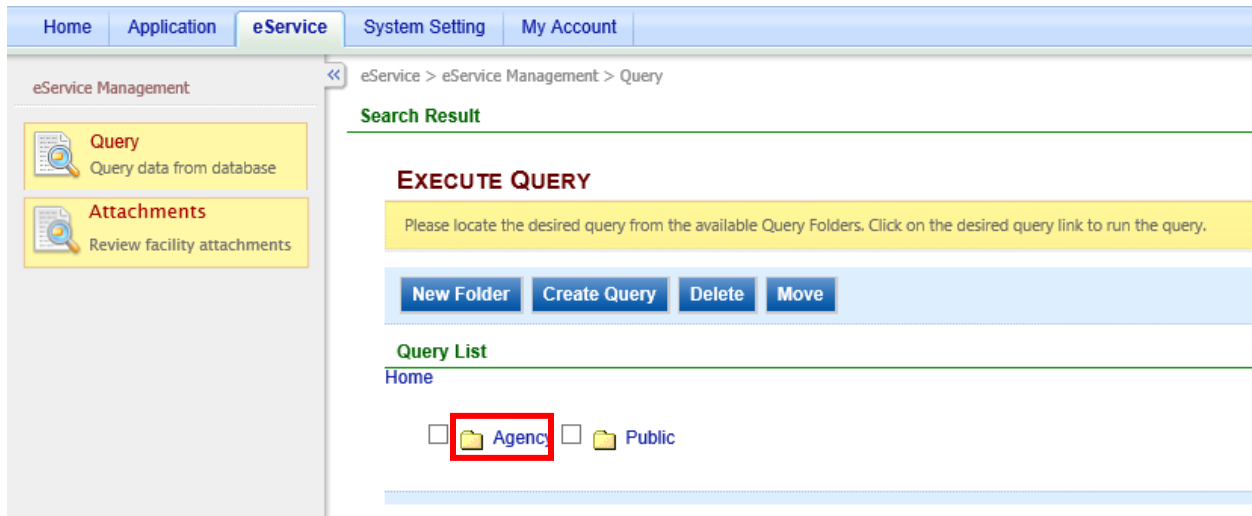 Home Application eService System Setting My Account
eService Management
Query
Query data from database
Attachments
Review facility attachments
eService > eService Management > Query
Search Result
EXECUTE QUERY
Please locate the desired query from the available Query Folders. Click on the desired query link to run the query.
New Folder Create Query Delete Move
Query List
Home
Agency Public